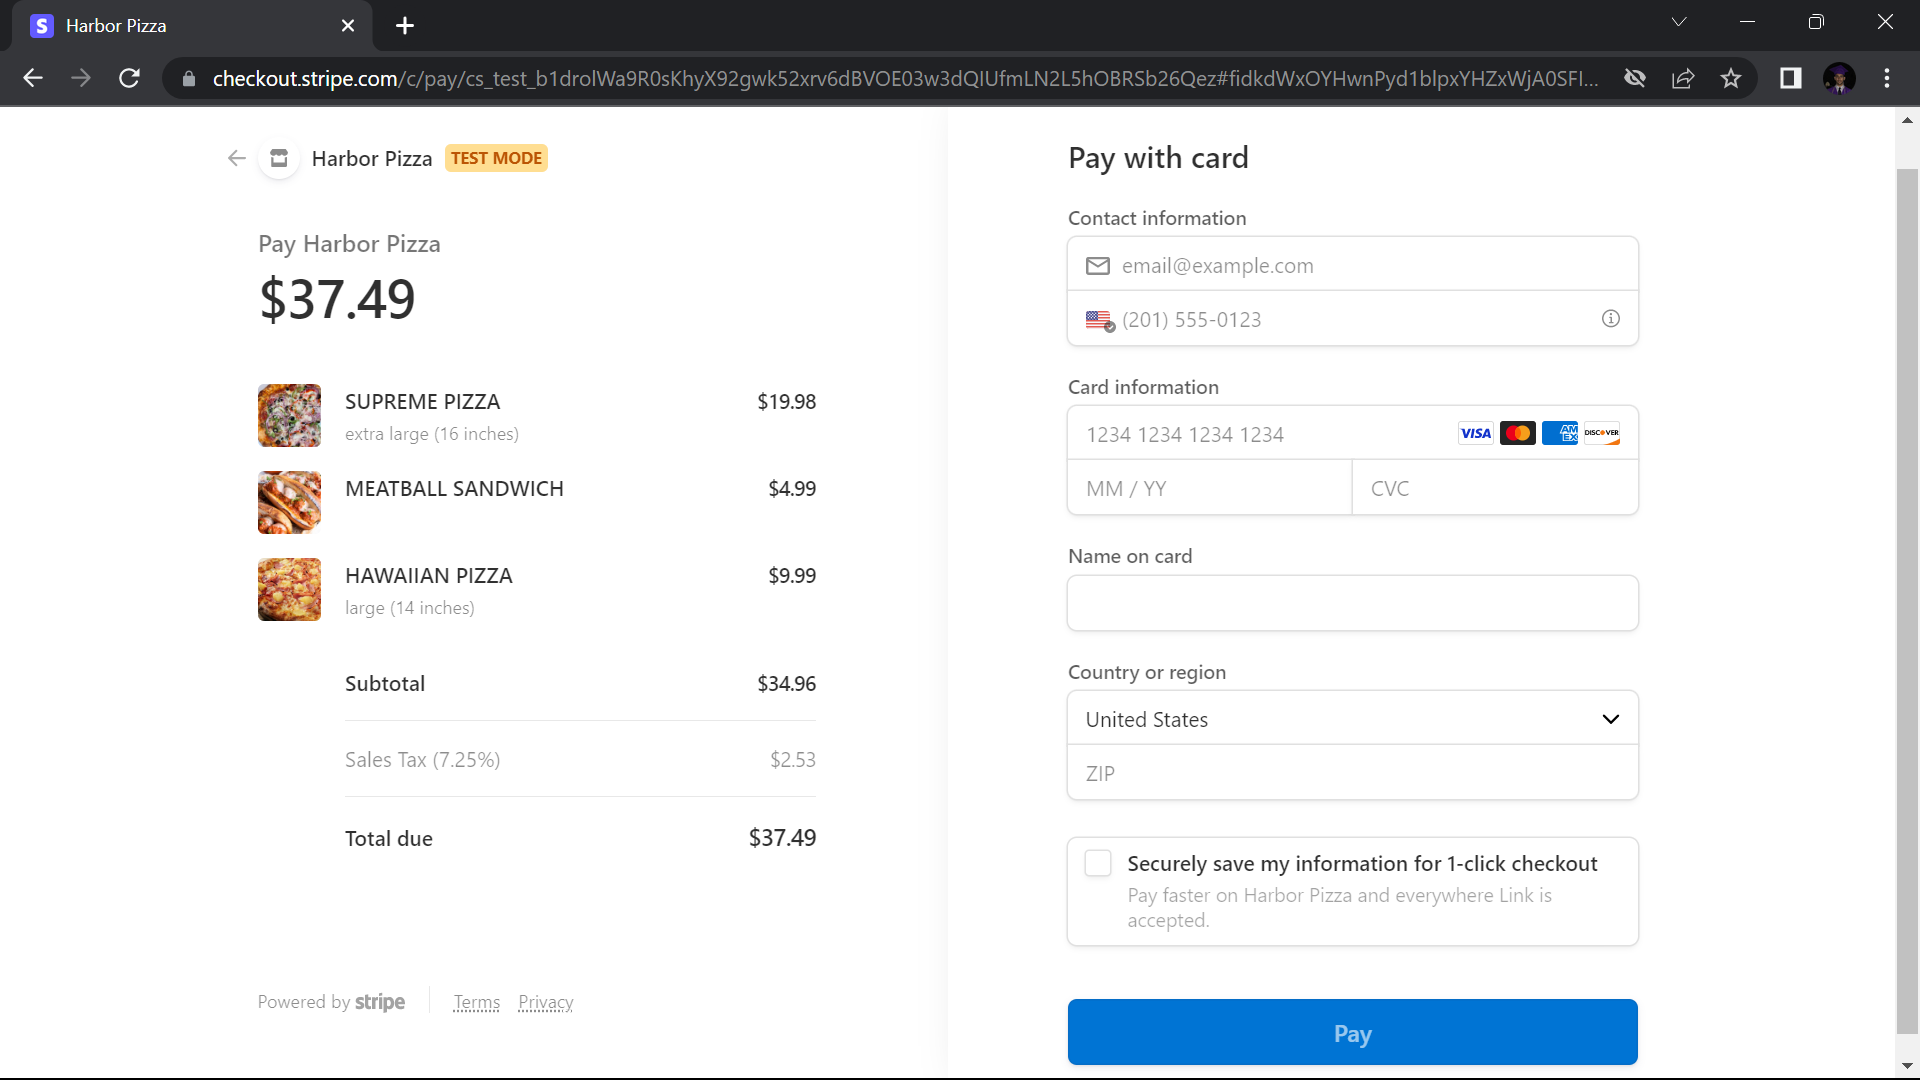 Harbor Pizza
checkout.stripe.com/c/pay/cs_test_b1drolWa9R0sKhyX92gwk52xrv6dBVOE03w3dQIUfmLN2L5hOBRSb26Qez#fidkdWxOYHwnPyd1blpxYHZxWjA0SFI...
Harbor Pizza TEST MODE
Pay Harbor Pizza
$37.49
SUPREME PIZZA $19.98
extra large (16 inches)
MEATBALL SANDWICH $4.99
HAWAIIAN PIZZA $9.99
large (14 inches)
Subtotal $34.96
Sales Tax (7.25%) $2.53
Total due $37.49
Powered by stripe Terms Privacy
Pay with card
Contact information
email@example.com
(201) 555-0123
Card information
1234 1234 1234 1234 VISA AMEX DISCOVER
MM / YY CVC
Name on card
Country or region
United States
ZIP
Securely save my information for 1-click checkout
Pay faster on Harbor Pizza and everywhere Link is
accepted.
Pay